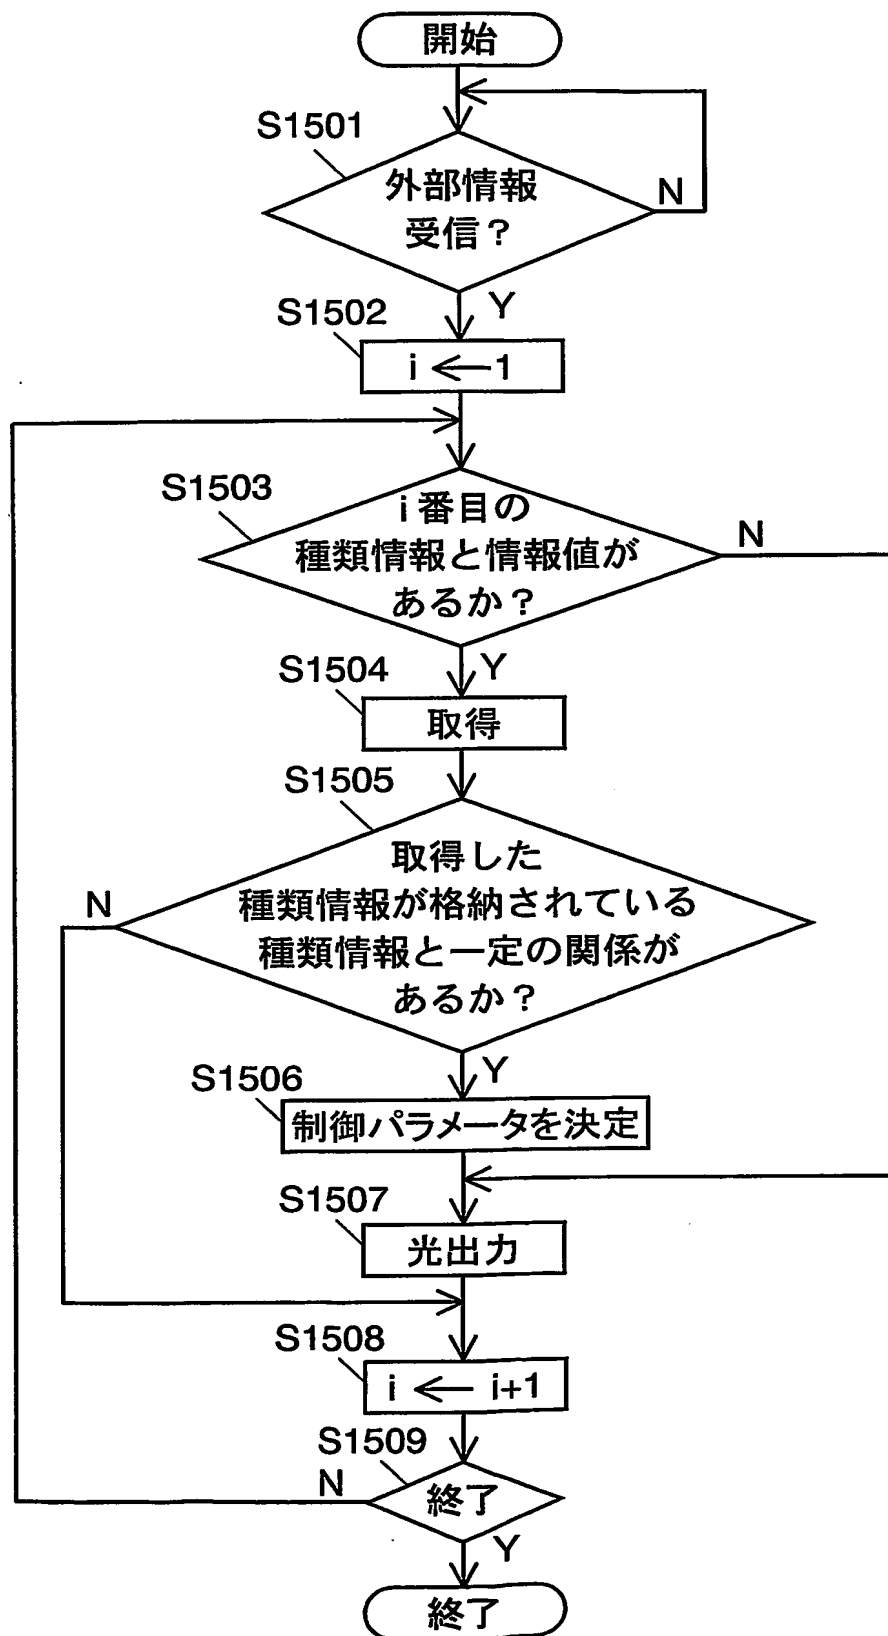 開始
S1501
外部情報
受信?
N
Y
S1502
i ← 1
S1503
i 番目の
種類情報と情報値が
あるか?
N
Y
S1504
取得
S1505
取得した
種類情報が格納されている
種類情報と一定の関係が
あるか?
N
Y
S1506
制御パラメータを決定
S1507
光出力
S1508
i ← i+1
S1509
終了
N
Y
終了